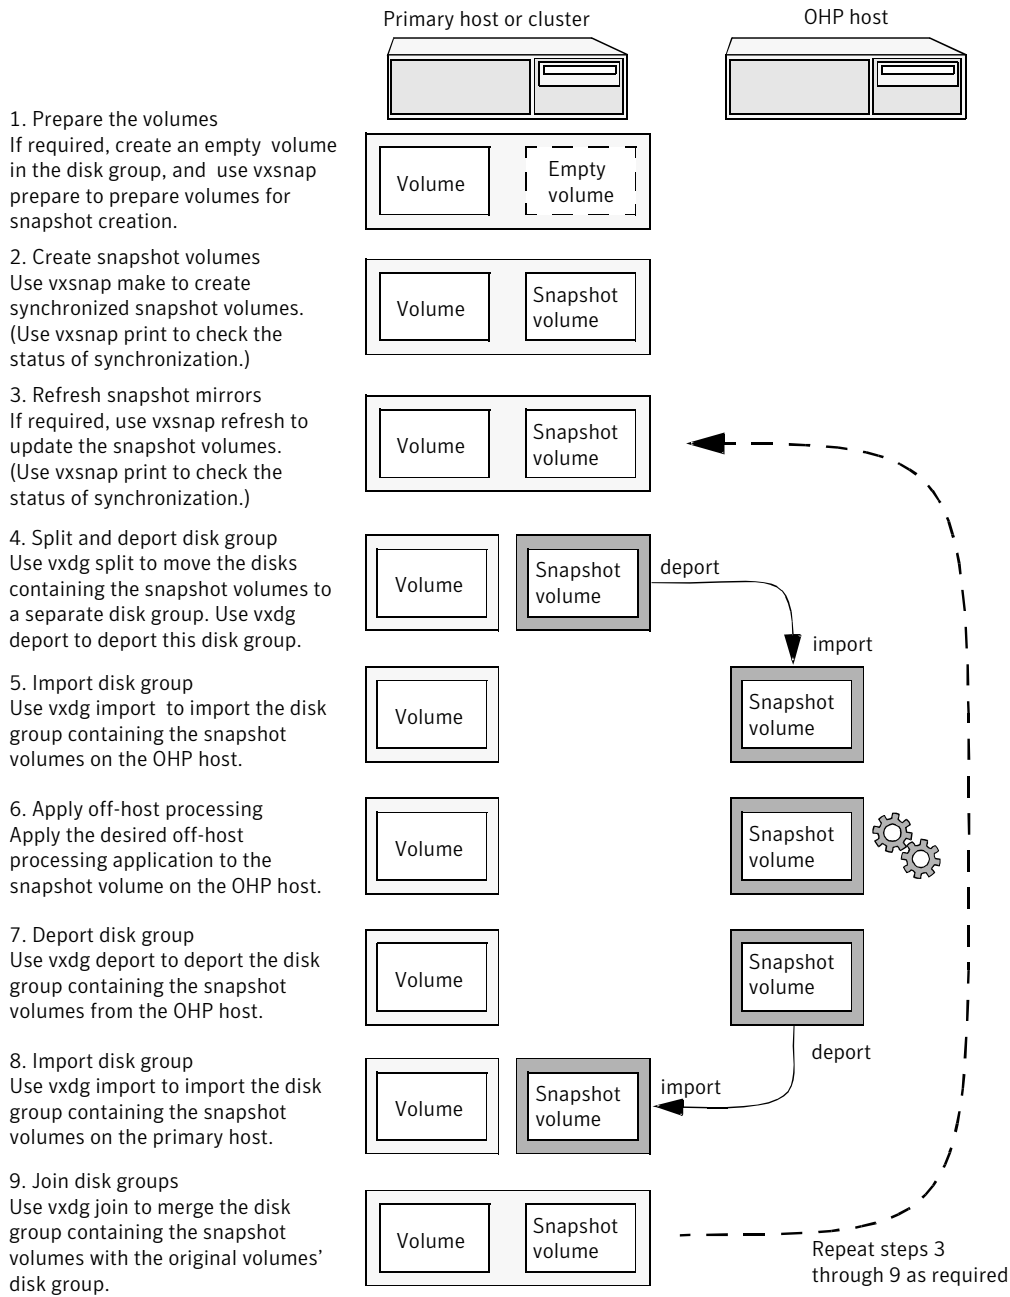 Primary host or cluster
OHP host
1. Prepare the volumes
If required, create an empty volume
in the disk group, and use vxsnap
prepare to prepare volumes for
snapshot creation.
Volume
Empty
volume
2. Create snapshot volumes
Use vxsnap make to create
synchronized snapshot volumes.
(Use vxsnap print to check the
status of synchronization.)
Volume
Snapshot
volume
3. Refresh snapshot mirrors
If required, use vxsnap refresh to
update the snapshot volumes.
(Use vxsnap print to check the
status of synchronization.)
Volume
Snapshot
volume
4. Split and deport disk group
Use vxdg split to move the disks
containing the snapshot volumes to
a separate disk group. Use vxdg
deport to deport this disk group.
Volume
Snapshot
volume
deport
import
5. Import disk group
Use vxdg import to import the disk
group containing the snapshot
volumes on the OHP host.
Volume
Snapshot
volume
6. Apply off-host processing
Apply the desired off-host
processing application to the
snapshot volume on the OHP host.
Volume
Snapshot
volume
7. Deport disk group
Use vxdg deport to deport the disk
group containing the snapshot
volumes from the OHP host.
Volume
Snapshot
volume
deport
8. Import disk group
Use vxdg import to import the disk
group containing the snapshot
volumes on the primary host.
Volume
Snapshot
volume
import
9. Join disk groups
Use vxdg join to merge the disk
group containing the snapshot
volumes with the original volumes’
disk group.
Volume
Snapshot
volume
Repeat steps 3
through 9 as required